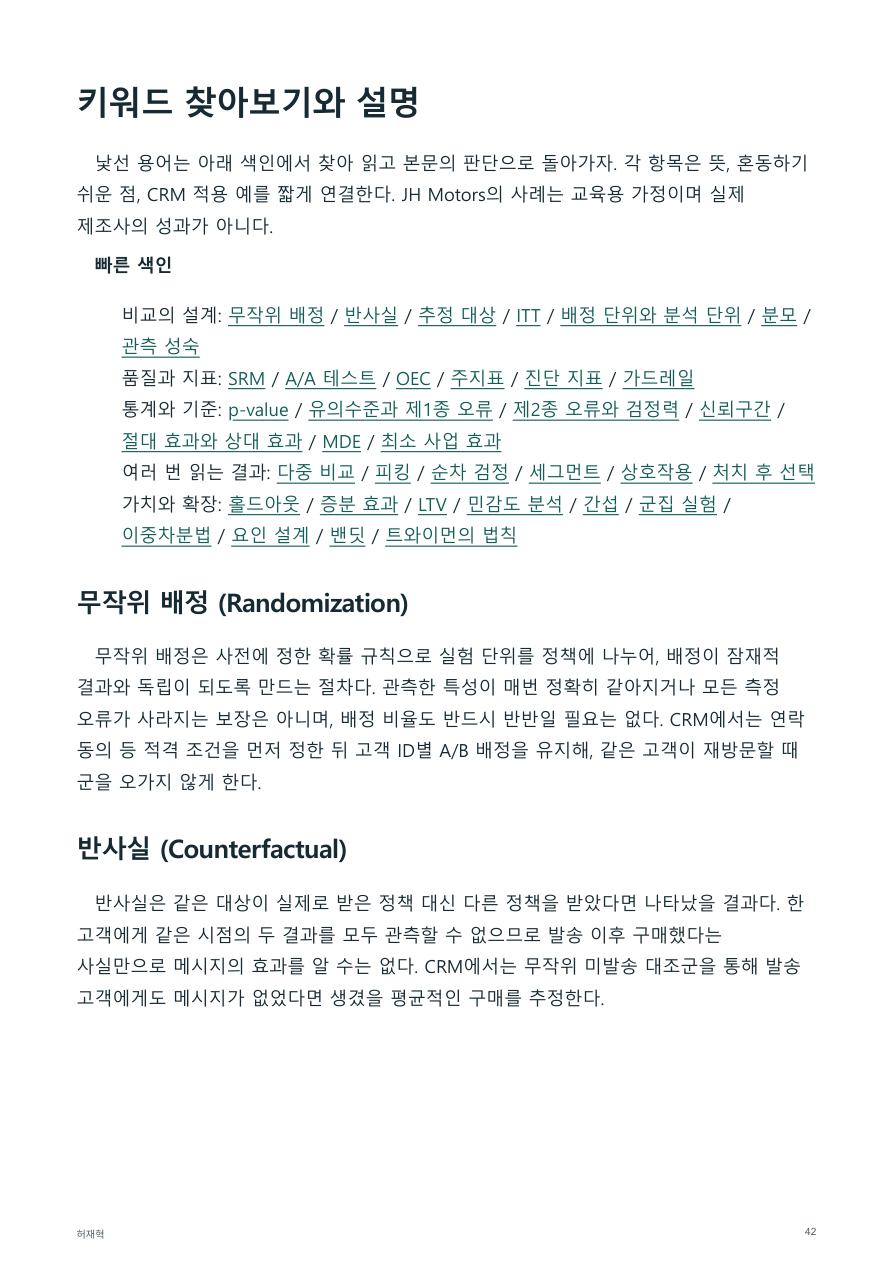 키워드 찾아보기와 설명
낯선 용어는 아래 색인에서 찾아 읽고 본문의 판단으로 돌아가자. 각 항목은 뜻, 혼동하기
쉬운 점, CRM 적용 예를 짧게 연결한다. JH Motors의 사례는 교육용 가정이며 실제
제조사의 성과가 아니다.
빠른 색인
비교의 설계: 무작위 배정 / 반사실 / 추정 대상 / ITT / 배정 단위와 분석 단위 / 분모 /
관측 성숙
품질과 지표: SRM / A/A 테스트 / OEC / 주지표 / 진단 지표 / 가드레일
통계와 기준: p-value / 유의수준과 제1종 오류 / 제2종 오류와 검정력 / 신뢰구간 /
절대 효과와 상대 효과 / MDE / 최소 사업 효과
여러 번 읽는 결과: 다중 비교 / 피킹 / 순차 검정 / 세그먼트 / 상호작용 / 처치 후 선택
가치와 확장: 홀드아웃 / 증분 효과 / LTV / 민감도 분석 / 간섭 / 군집 실험 /
이중차분법 / 요인 설계 / 밴딧 / 트와이먼의 법칙
무작위 배정 (Randomization)
무작위 배정은 사전에 정한 확률 규칙으로 실험 단위를 정책에 나누어, 배정이 잠재적
결과와 독립이 되도록 만드는 절차다. 관측한 특성이 매번 정확히 같아지거나 모든 측정
오류가 사라지는 보장은 아니며, 배정 비율도 반드시 반반일 필요는 없다. CRM에서는 연락
동의 등 적격 조건을 먼저 정한 뒤 고객 ID별 A/B 배정을 유지해, 같은 고객이 재방문할 때
군을 오가지 않게 한다.
반사실 (Counterfactual)
반사실은 같은 대상이 실제로 받은 정책 대신 다른 정책을 받았다면 나타났을 결과다. 한
고객에게 같은 시점의 두 결과를 모두 관측할 수 없으므로 발송 이후 구매했다는
사실만으로 메시지의 효과를 알 수는 없다. CRM에서는 무작위 미발송 대조군을 통해 발송
고객에게도 메시지가 없었다면 생겼을 평균적인 구매를 추정한다.
허재혁
42